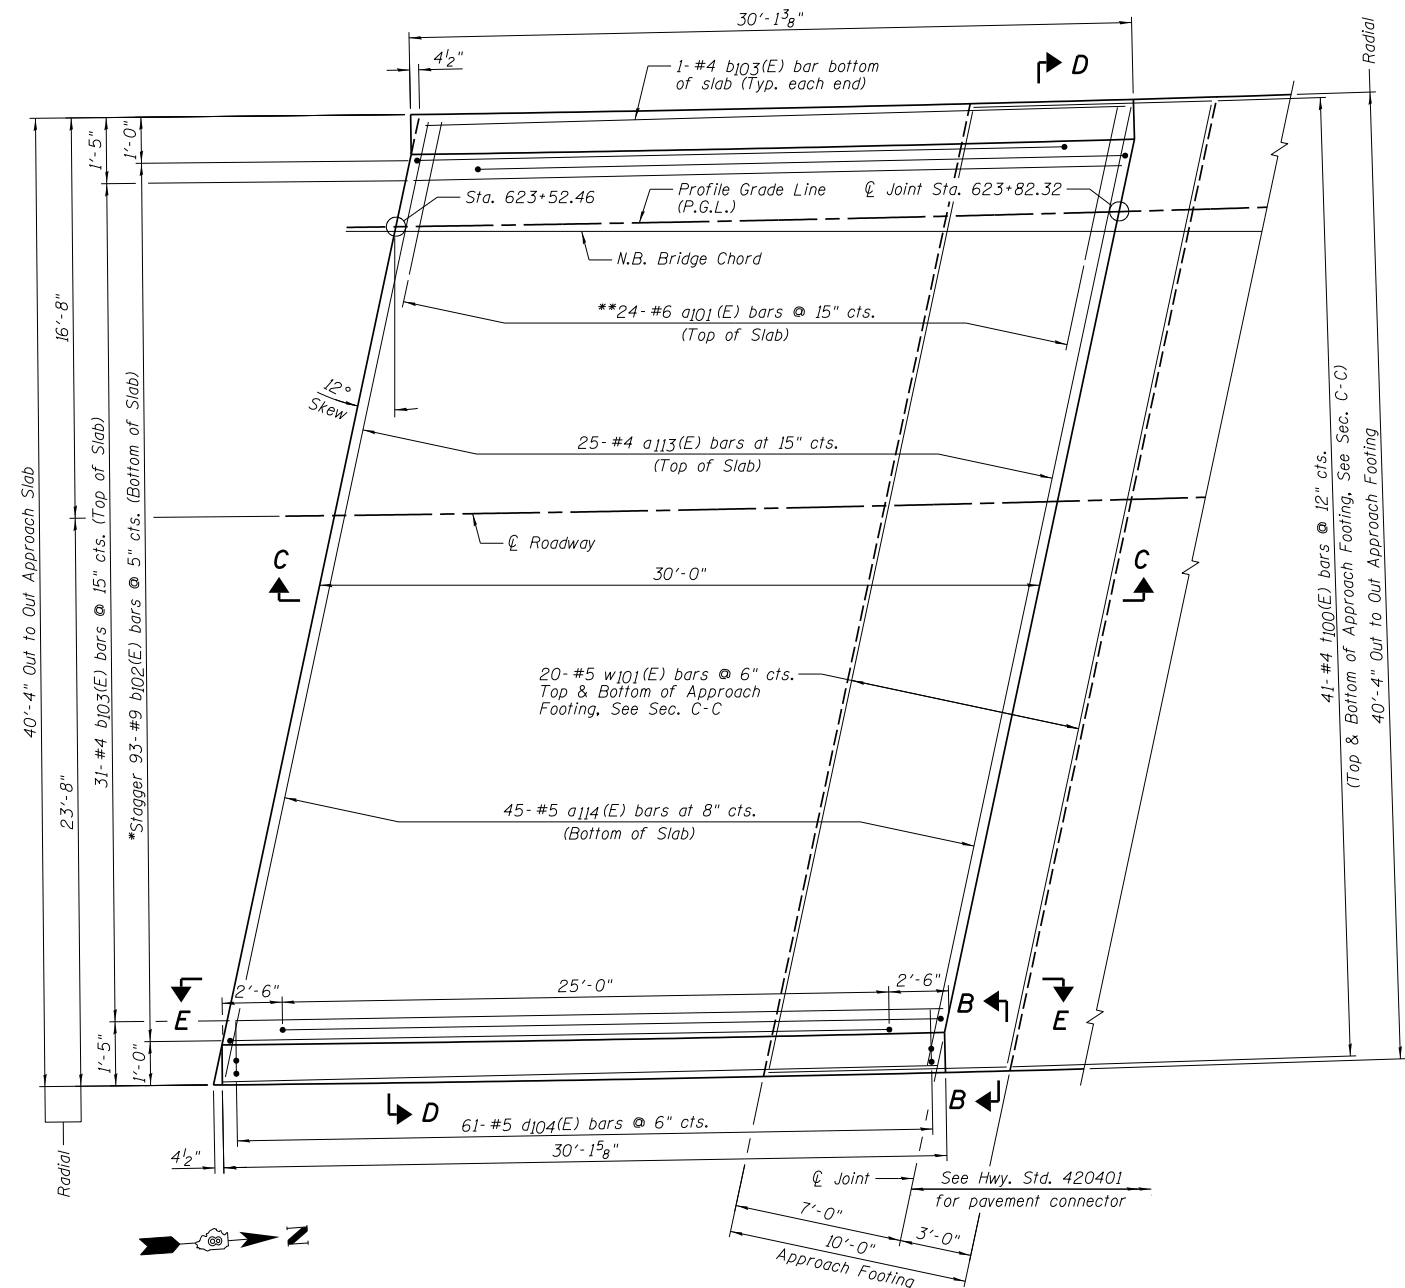 30'-1 3/8"
4 1/2"
1-#4 b103(E) bar bottom
of slab (Typ. each end)
D
Radial
1'-5"
1'-0"
Sta. 623+52.46
Profile Grade Line
(P.G.L.)
℄ Joint Sta. 623+82.32
N.B. Bridge Chord
**24-#6 a101(E) bars @ 15" cts.
(Top of Slab)
16'-8"
12°
Skew
25-#4 a113(E) bars at 15" cts.
(Top of Slab)
40'-4" Out to Out Approach Slab
31-#4 b103(E) bars @ 15" cts. (Top of Slab)
*Stagger 93-#9 b102(E) bars @ 5" cts. (Bottom of Slab)
℄ Roadway
C
30'-0"
C
41-#4 t100(E) bars @ 12" cts.
(Top & Bottom of Approach Footing, See Sec. C-C)
40'-4" Out to Out Approach Footing
20-#5 w101(E) bars @ 6" cts.
Top & Bottom of Approach
Footing, See Sec. C-C
23'-8"
45-#5 a114(E) bars at 8" cts.
(Bottom of Slab)
2'-6"
25'-0"
2'-6"
E
B
E
1'-5"
1'-0"
D
B
61-#5 d104(E) bars @ 6" cts.
4 1/2"
30'-1 5/8"
Radial
℄ Joint
See Hwy. Std. 420401
for pavement connector
7'-0"
3'-0"
10'-0"
Approach Footing
N